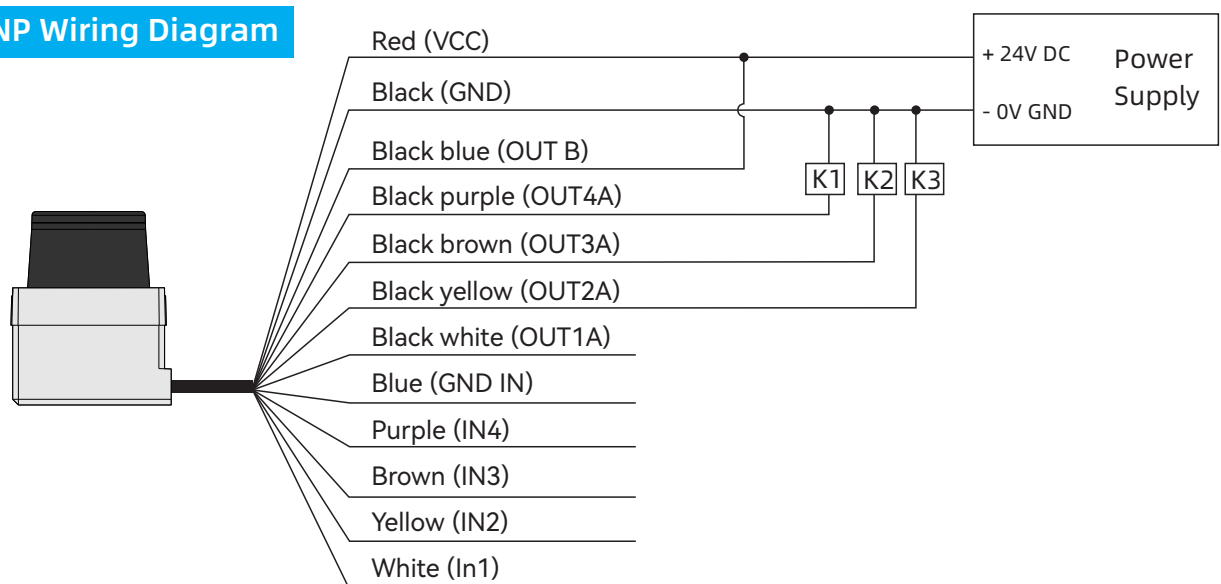 NP Wiring Diagram
Red (VCC)
+ 24V DC
Power
Supply
Black (GND)
- 0V GND
Black blue (OUT B)
K1 K2 K3
Black purple (OUT4A)
Black brown (OUT3A)
Black yellow (OUT2A)
Black white (OUT1A)
Blue (GND IN)
Purple (IN4)
Brown (IN3)
Yellow (IN2)
White (In1)